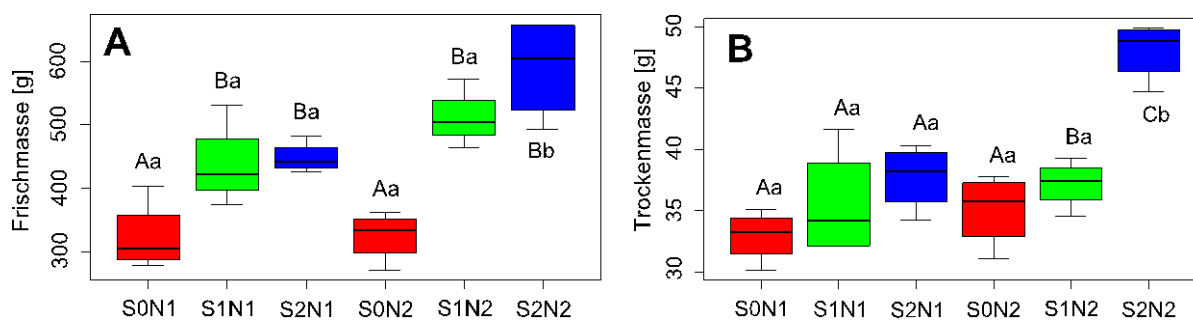 A
Frischmasse [g]
600
500
400
300
Aa
Ba
Ba
Aa
Ba
Bb
S0N1 S1N1 S2N1 S0N2 S1N2 S2N2
B
Trockenmasse [g]
50
45
40
35
30
Aa
Aa
Aa
Aa
Ba
Cb
S0N1 S1N1 S2N1 S0N2 S1N2 S2N2